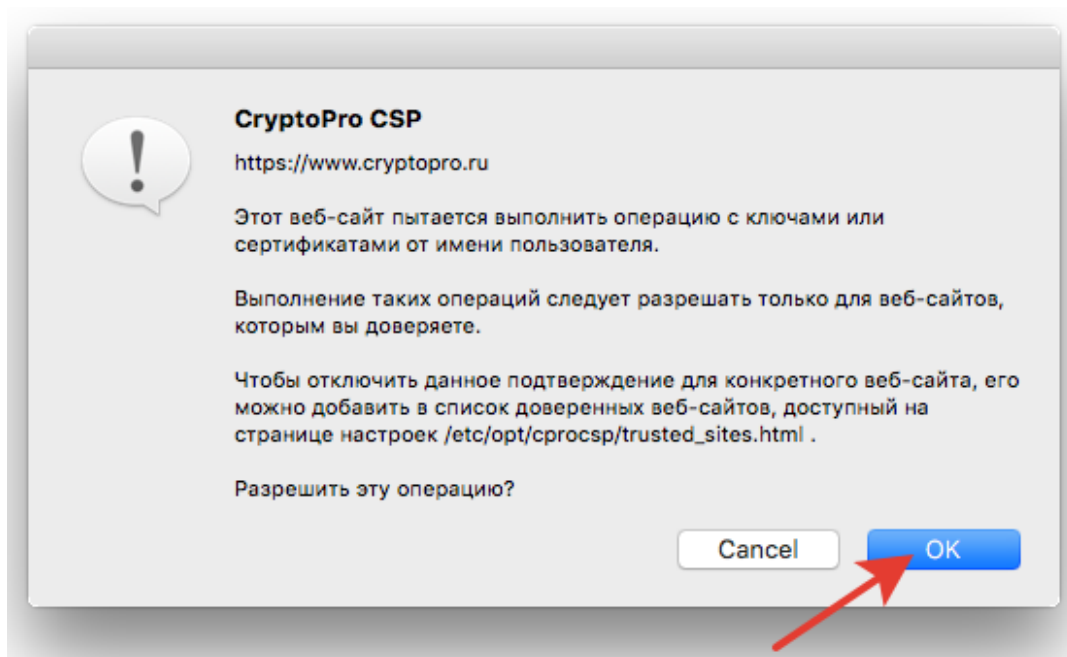 CryptoPro CSP
https://www.cryptopro.ru
Этот веб-сайт пытается выполнить операцию с ключами или
сертификатами от имени пользователя.
Выполнение таких операций следует разрешать только для веб-сайтов,
которым вы доверяете.
Чтобы отключить данное подтверждение для конкретного веб-сайта, его
можно добавить в список доверенных веб-сайтов, доступный на
странице настроек /etc/opt/cprocsp/trusted_sites.html .
Разрешить эту операцию?
Cancel
OK